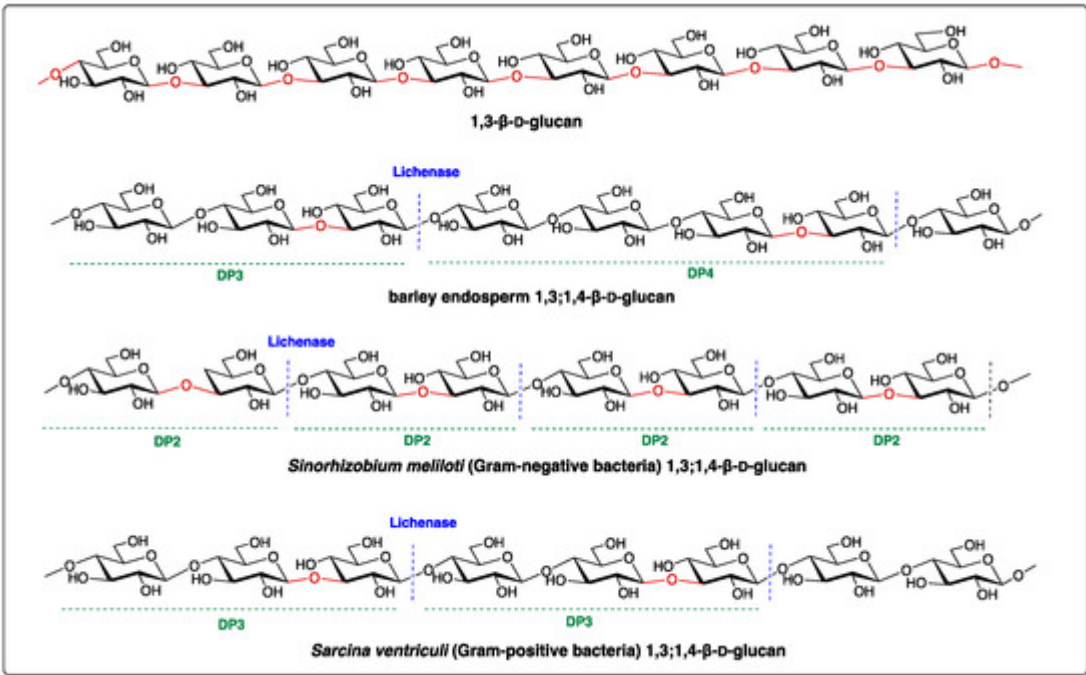 1,3-β-D-glucan
Lichenase
DP3 DP4
barley endosperm 1,3;1,4-β-D-glucan
Lichenase
DP2 DP2 DP2 DP2
Sinorhizobium meliloti (Gram-negative bacteria) 1,3;1,4-β-D-glucan
Lichenase
DP3 DP3
Sarcina ventriculi (Gram-positive bacteria) 1,3;1,4-β-D-glucan